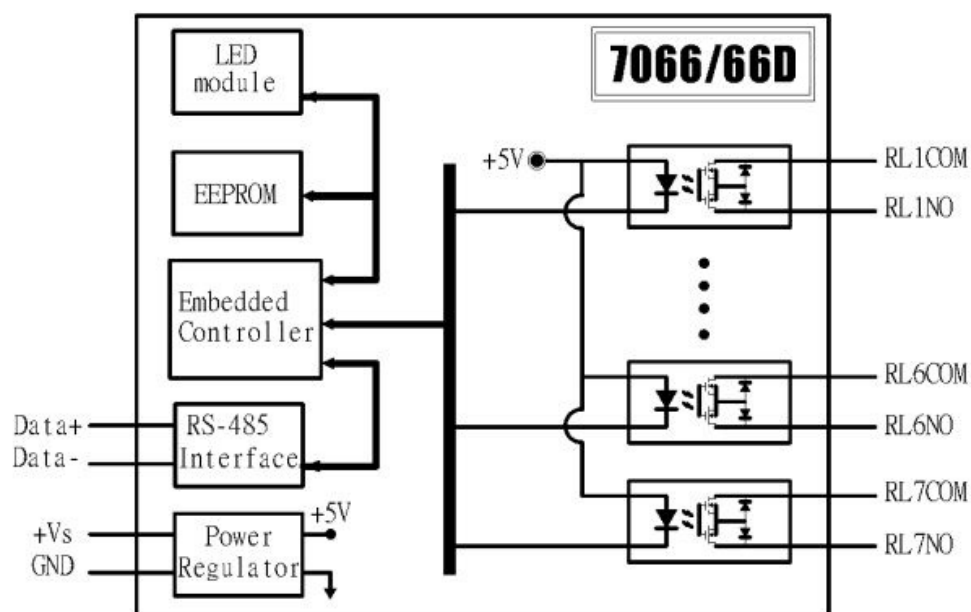 LED
module
7066/66D
EEPROM
+5V
RL1COM
RL1NO
Embedded
Controller
RL6COM
RL6NO
Data+
Data-
RS-485
Interface
RL7COM
RL7NO
+Vs
GND
Power
Regulator
+5V